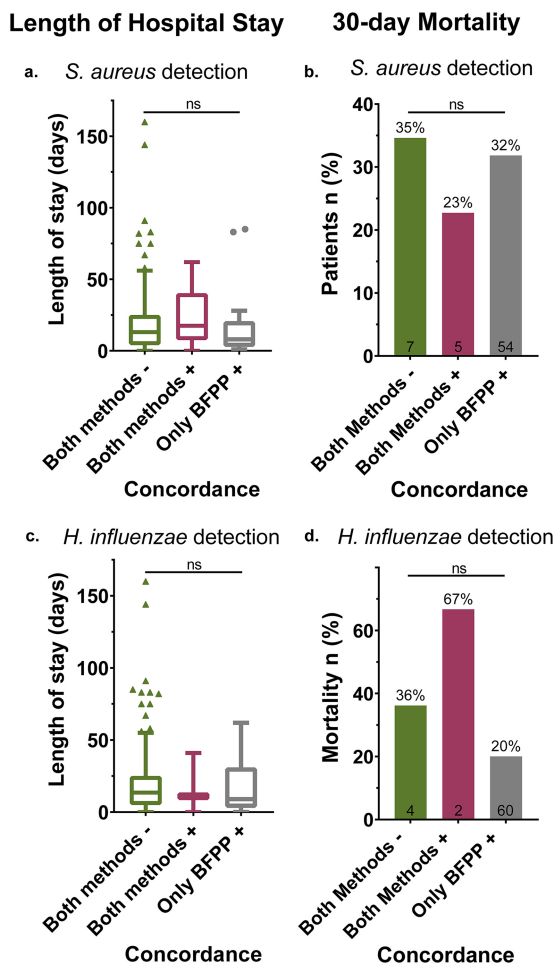 Length of Hospital Stay
30-day Mortality
a. S. aureus detection
ns
Length of stay (days)
150
100
50
0
Both methods -
Both methods +
Only BFPP +
Concordance
b. S. aureus detection
ns
Patients n (%)
40
30
20
10
0
35%
23%
32%
7
5
54
Both Methods -
Both Methods +
Only BFPP +
Concordance
c. H. influenzae detection
ns
Length of stay (days)
150
100
50
0
Both methods -
Both methods +
Only BFPP +
Concordance
d. H. influenzae detection
ns
Mortality n (%)
60
40
20
0
36%
67%
20%
4
2
60
Both Methods -
Both Methods +
Only BFPP +
Concordance